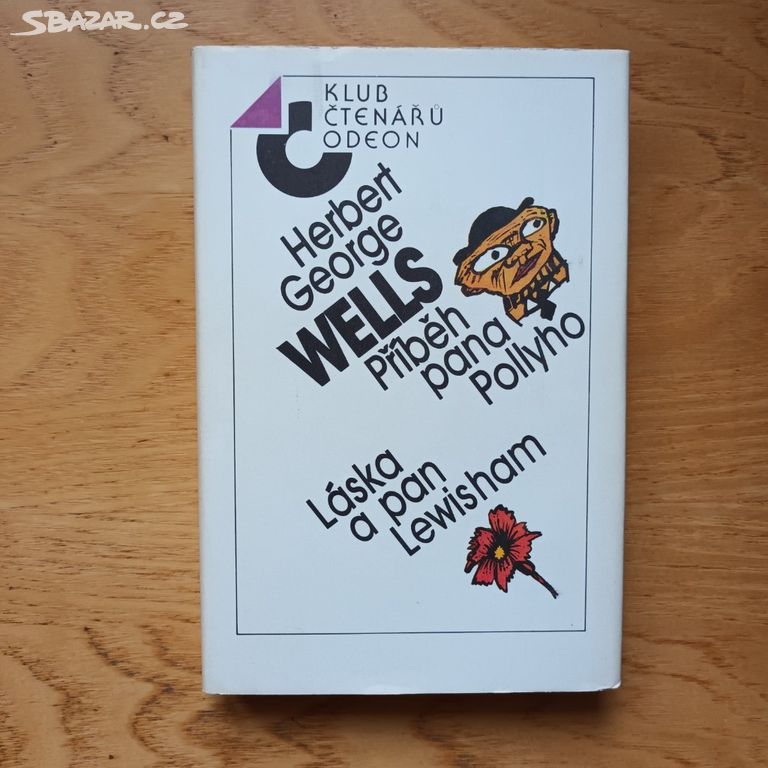 SBAZAR.CZ
KLUB
ČTENÁŘŮ
ODEON
Herbert
George
WELLS
Příběh
pana
Pollyho
Láska
a pan
Lewisham